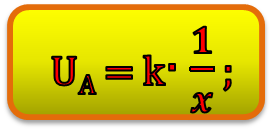 U_A = k· 1/x ;